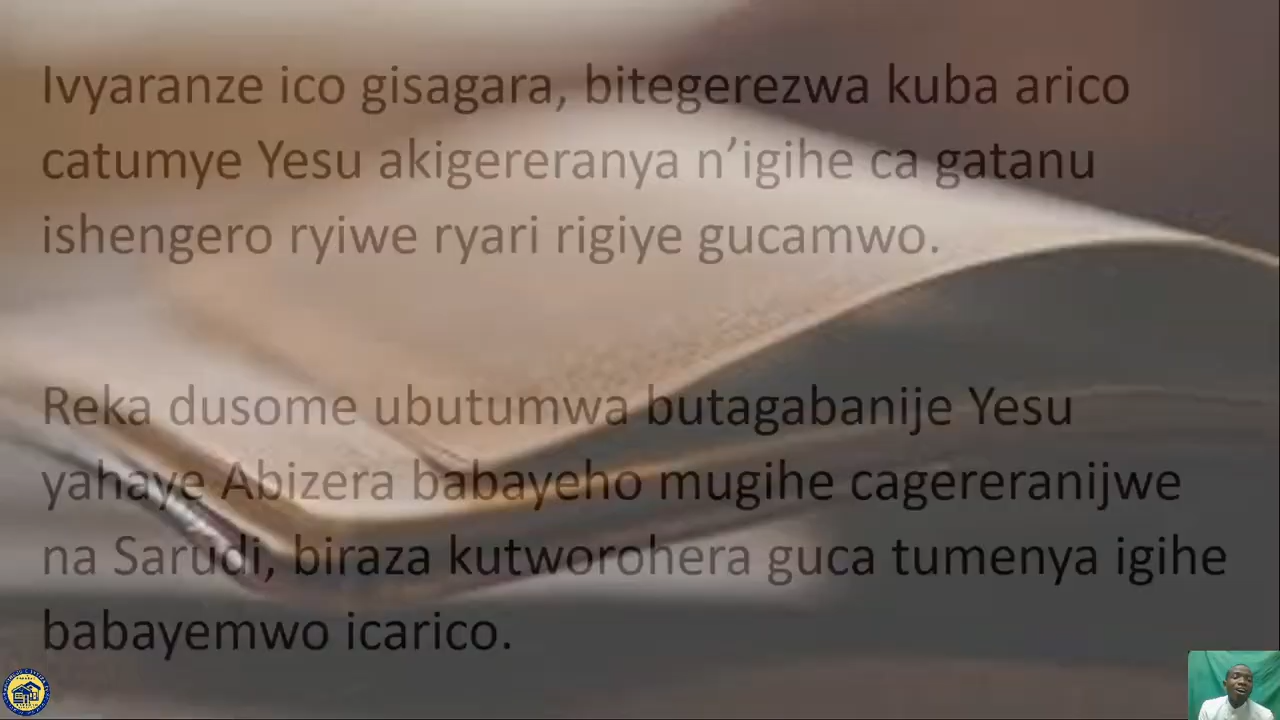 Ivyaranze ico gisagara, bitegerezwa kuba arico
catumye Yesu akigereranya n’igihe ca gatanu
ishengero ryiwe ryari rigiye gucamwo.
Reka dusome ubutumwa butagabanije Yesu
yahaye Abizera babayeho mugihe cagereranijwe
na Sarudi, biraza kutworohera guca tumenya igihe
babayemwo icarico.